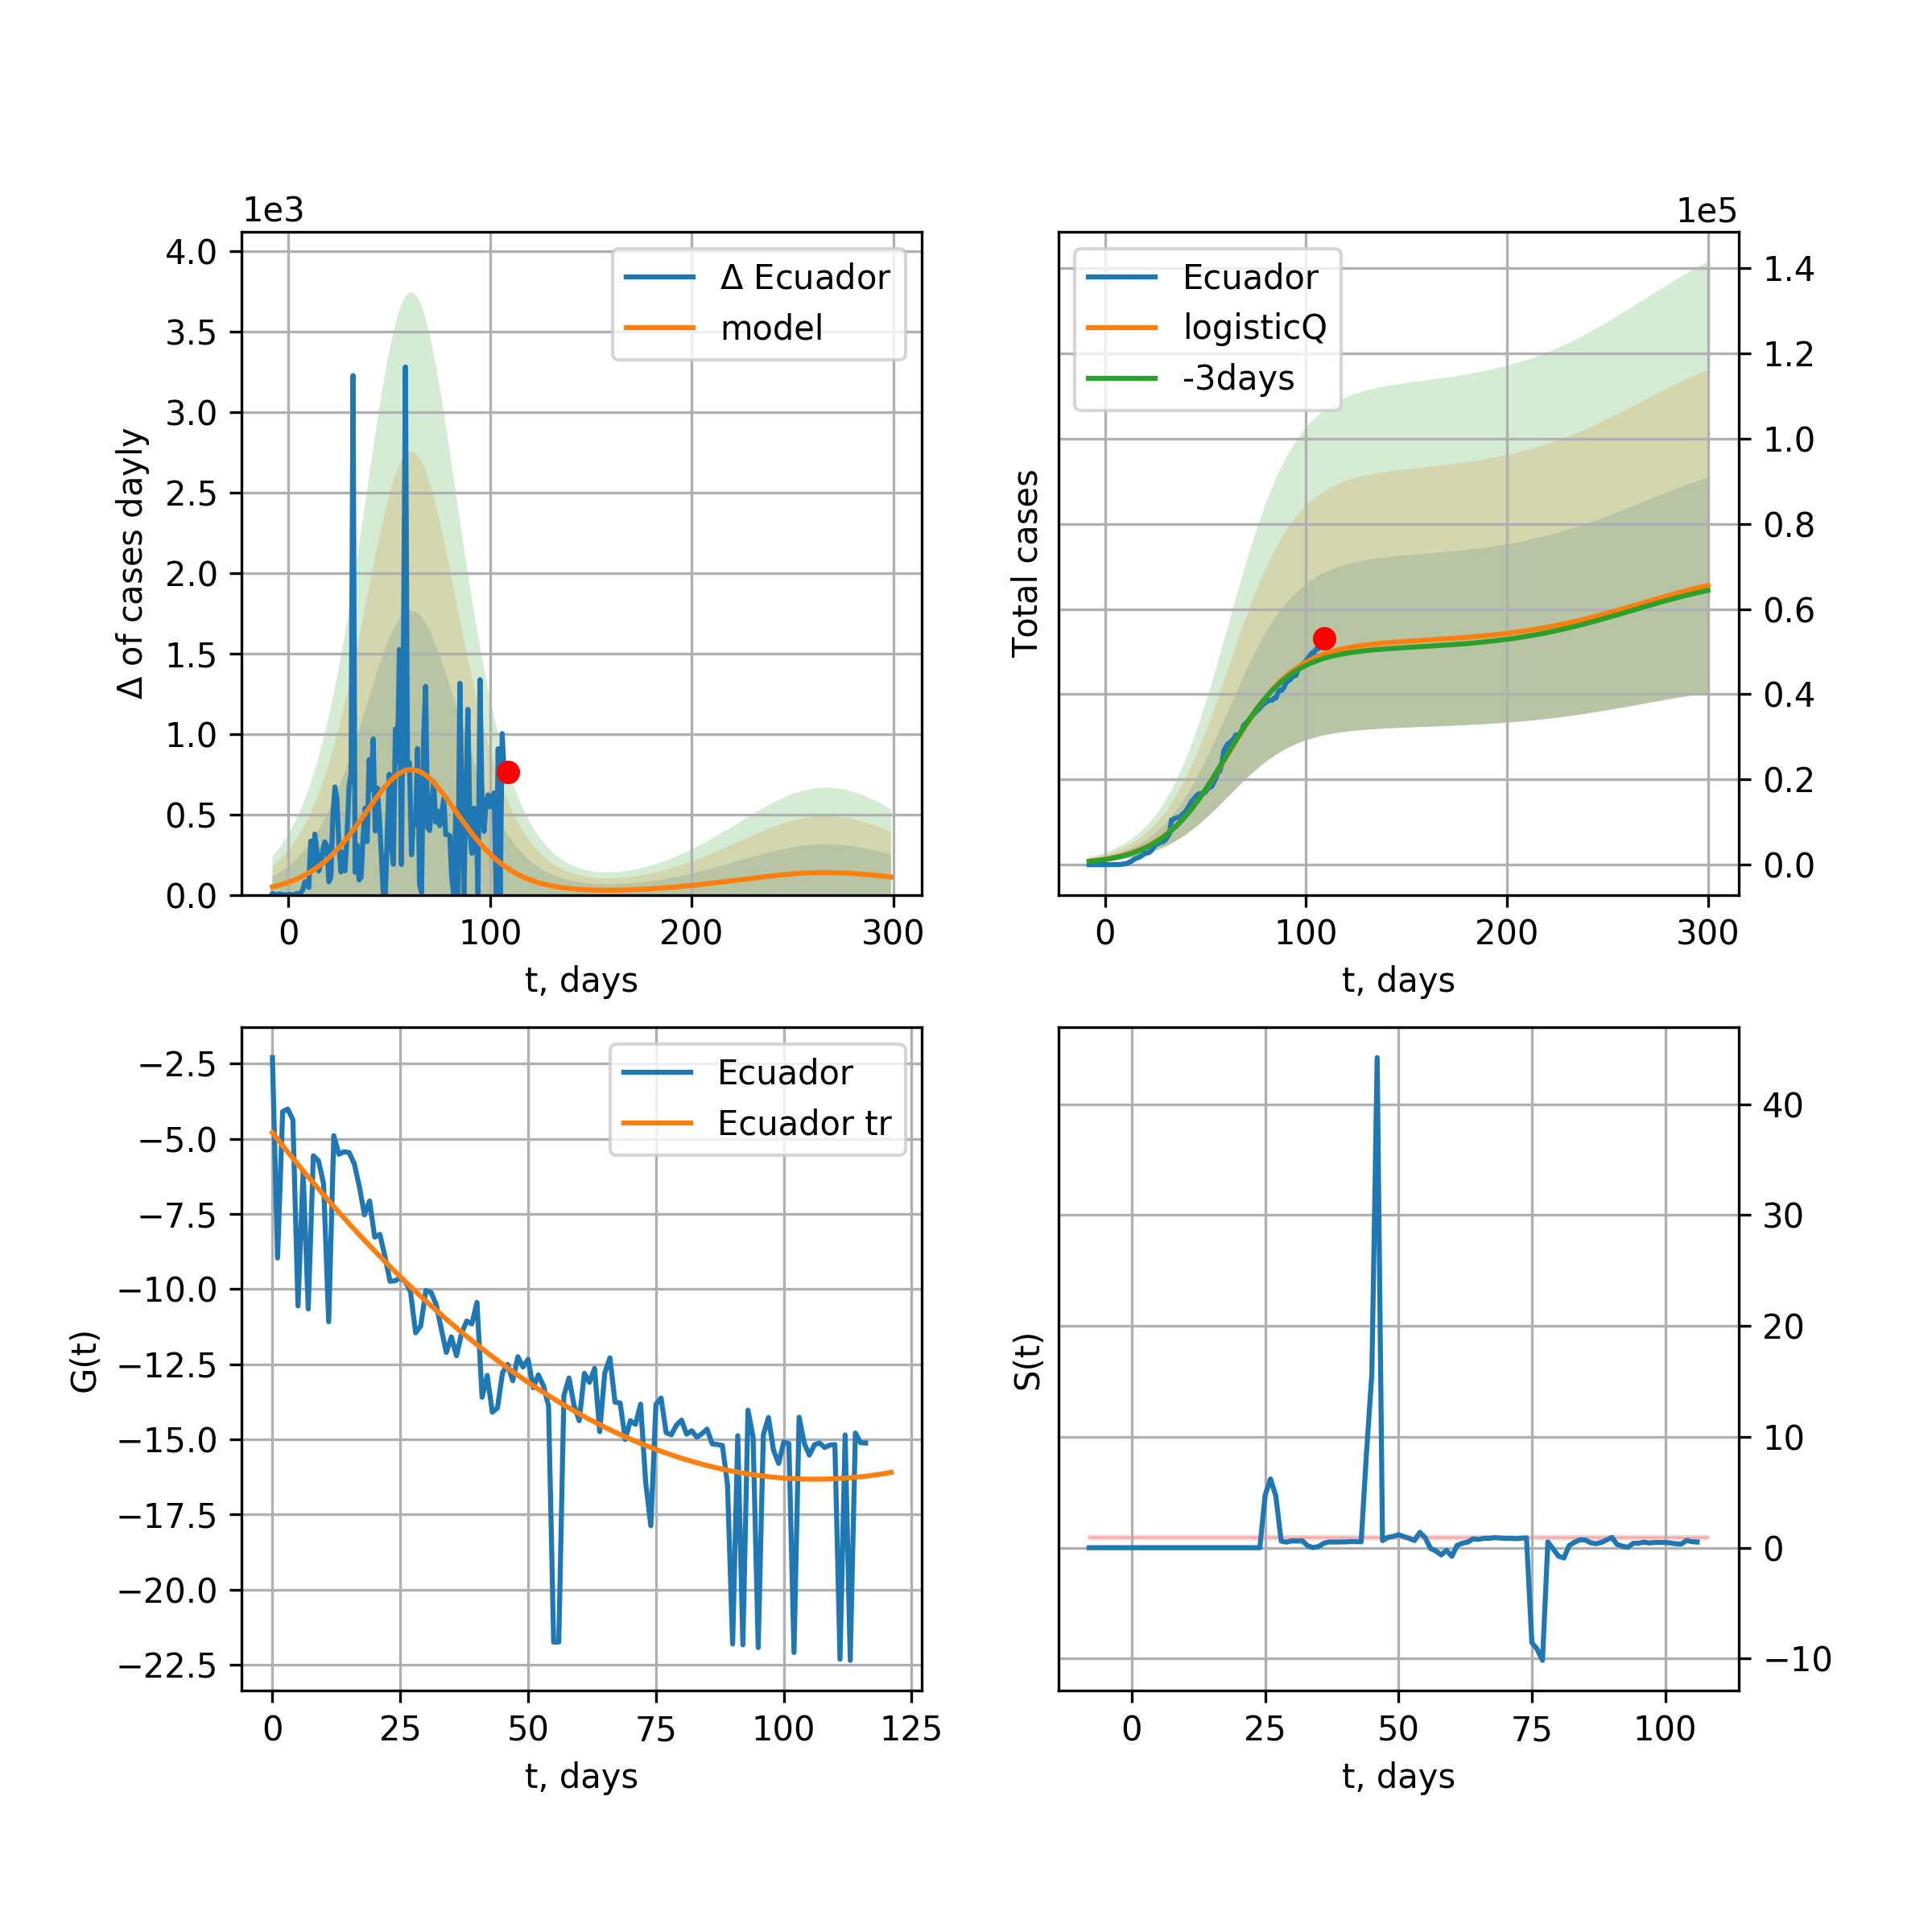 1e3
4.0
3.5
3.0
2.5
2.0
1.5
1.0
0.5
0.0
Δ of cases dayly
Δ Ecuador
model
0 100 200 300
t, days
1e5
Total cases
Ecuador
logisticQ
-3days
1.4
1.2
1.0
0.8
0.6
0.4
0.2
0.0
0 100 200 300
t, days
−2.5
−5.0
−7.5
−10.0
−12.5
−15.0
−17.5
−20.0
−22.5
G(t)
Ecuador
Ecuador tr
0 25 50 75 100 125
t, days
S(t)
40
30
20
10
0
−10
0 25 50 75 100
t, days